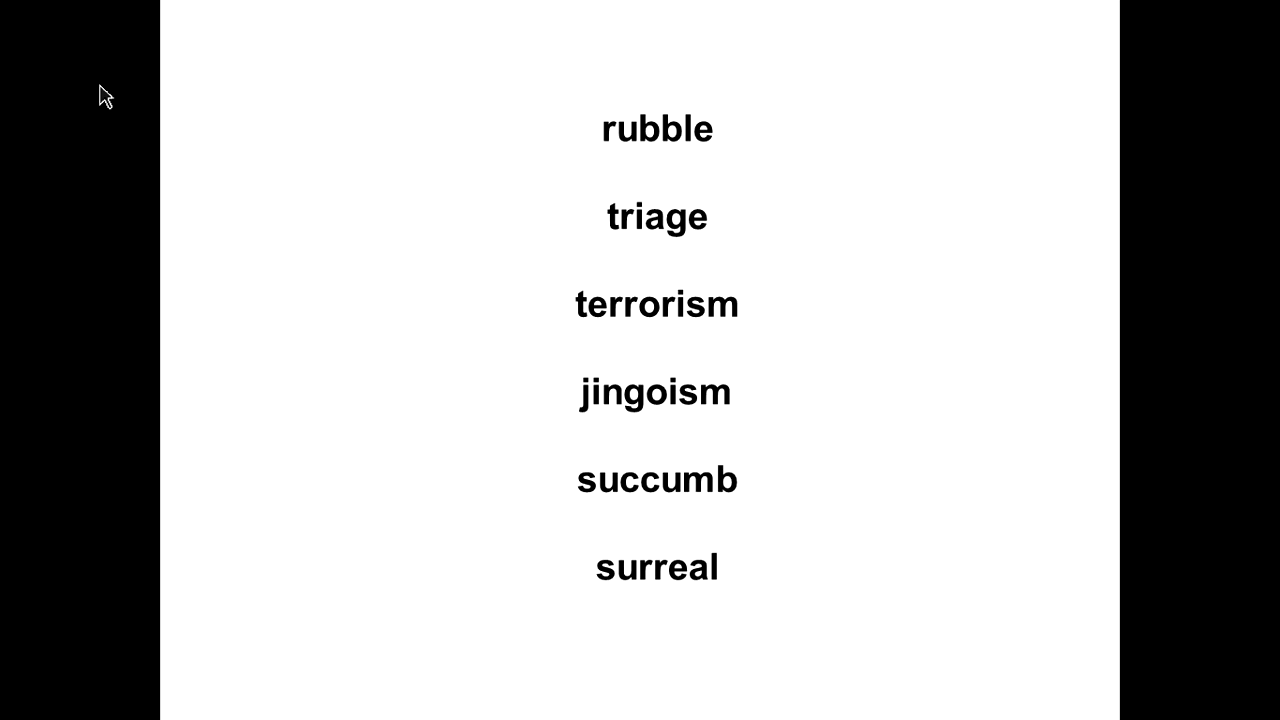 rubble
triage
terrorism
jingoism
succumb
surreal